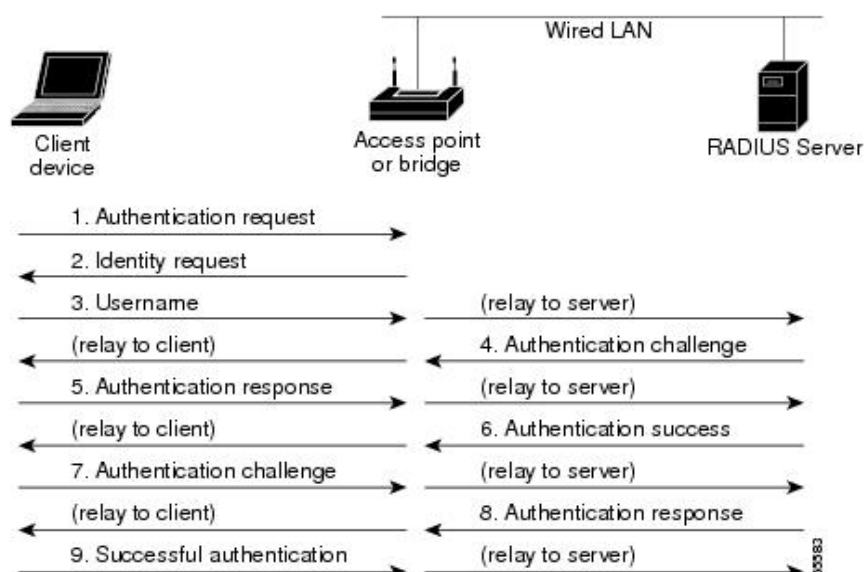 Wired LAN
Client
device
Access point
or bridge
RADIUS Server
1. Authentication request
2. Identity request
3. Username
(relay to server)
(relay to client)
4. Authentication challenge
5. Authentication response
(relay to server)
(relay to client)
6. Authentication success
7. Authentication challenge
(relay to server)
(relay to client)
8. Authentication response
9. Successful authentication
(relay to server)